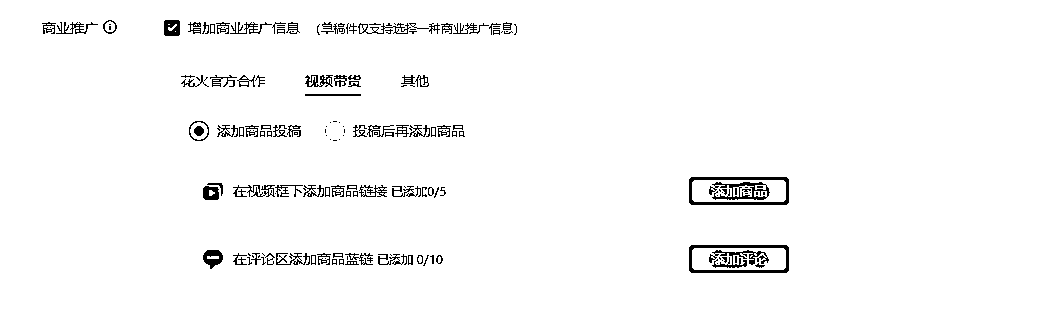 商业推广 增加商业推广信息 (单稿件仅支持选择一种商业推广信息)
花火官方合作 视频带货 其他
添加商品投稿 投稿后再添加商品
在视频框下添加商品链接 已添加0/5 添加商品
在评论区添加商品蓝链 已添加 0/10 添加评论